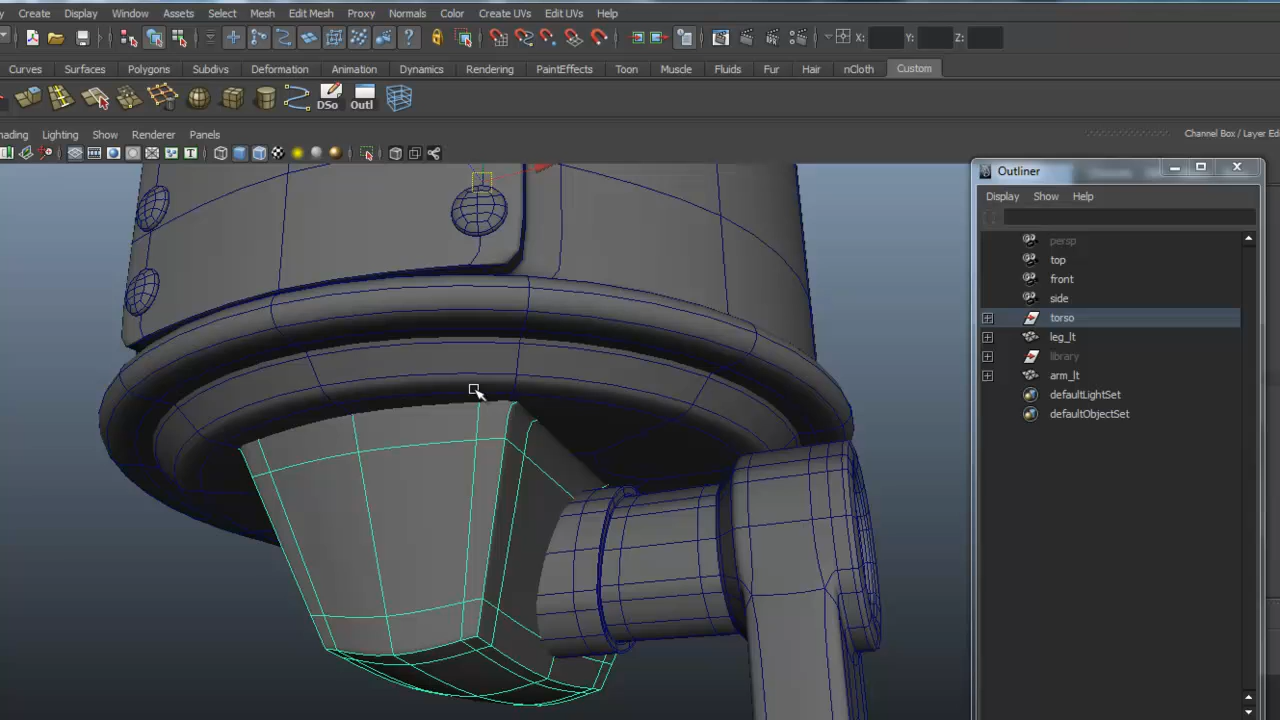 Create Display Window Assets Select Mesh Edit Mesh Proxy Normals Color Create UVs Edit UVs Help
X: Y: Z:
Curves Surfaces Polygons Subdivs Deformation Animation Dynamics Rendering PaintEffects Toon Muscle Fluids Fur Hair nCloth Custom
DSo Outl
hading Lighting Show Renderer Panels
Channel Box / Layer Ed
Outliner
Display Show Help
persp
top
front
side
torso
leg_lt
library
arm_lt
defaultLightSet
defaultObjectSet